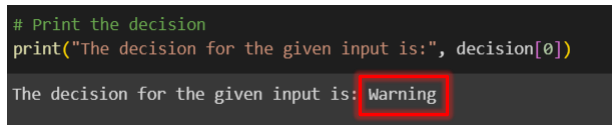 # Print the decision
print("The decision for the given input is:", decision[0])
The decision for the given input is: Warning